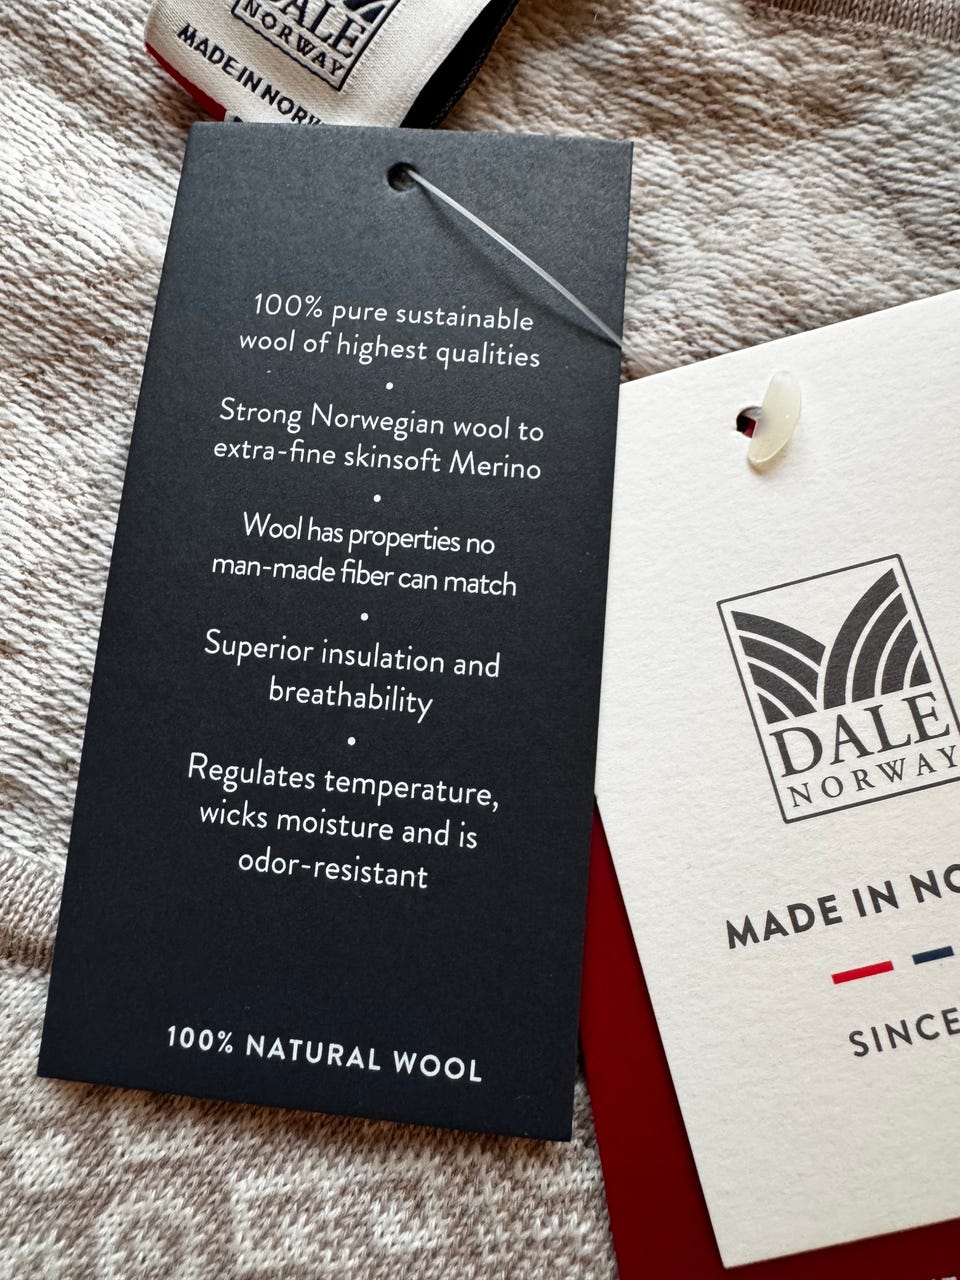 DALE
NORWAY
MADE IN
100% pure sustainable
wool of highest qualities
•
Strong Norwegian wool to
extra-fine skinsoft Merino
•
Wool has properties no
man-made fiber can match
•
Superior insulation and
breathability
•
Regulates temperature,
wicks moisture and is
odor-resistant
100% NATURAL WOOL
DALE
NORWAY
MADE IN
SINCE